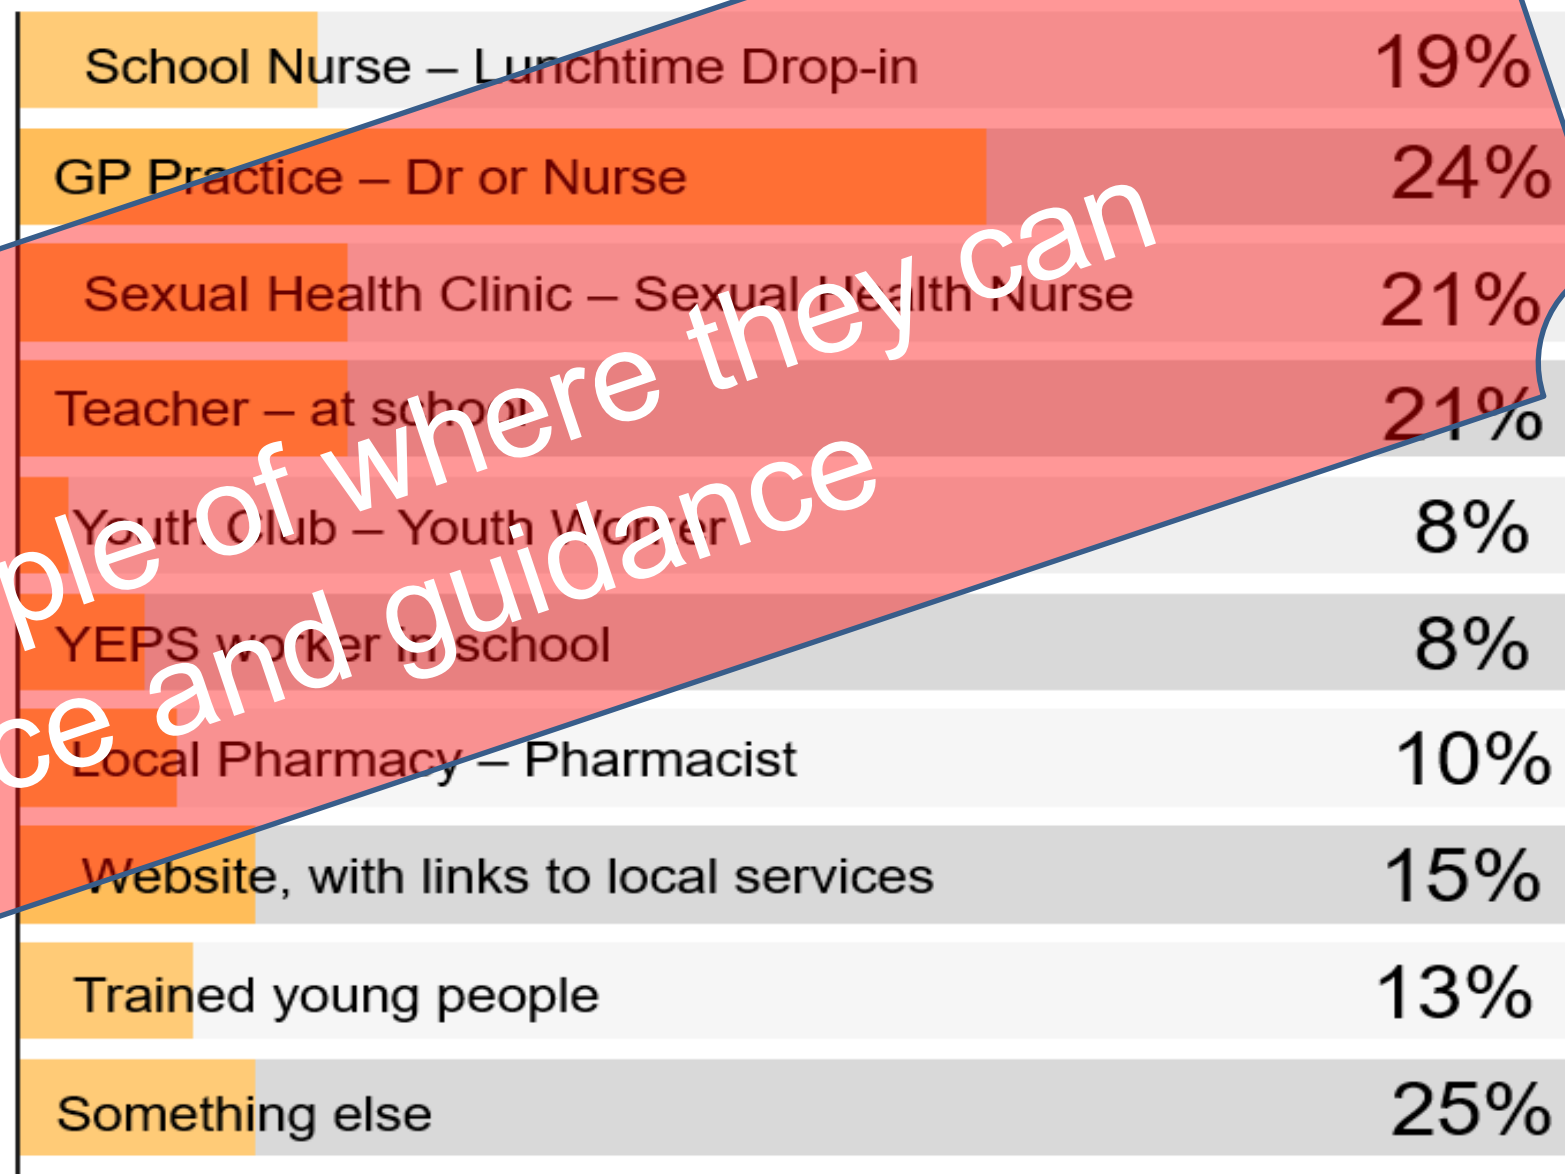 School Nurse – Lunchtime Drop-in 19%
GP Practice – Dr or Nurse 24%
Sexual Health Clinic – Sexual Health Nurse 21%
Teacher – at school 21%
Youth Club – Youth Worker 8%
YEPS worker in school 8%
Local Pharmacy – Pharmacist 10%
Website, with links to local services 15%
Trained young people 13%
Something else 25%
ple of where they can
ce and guidance